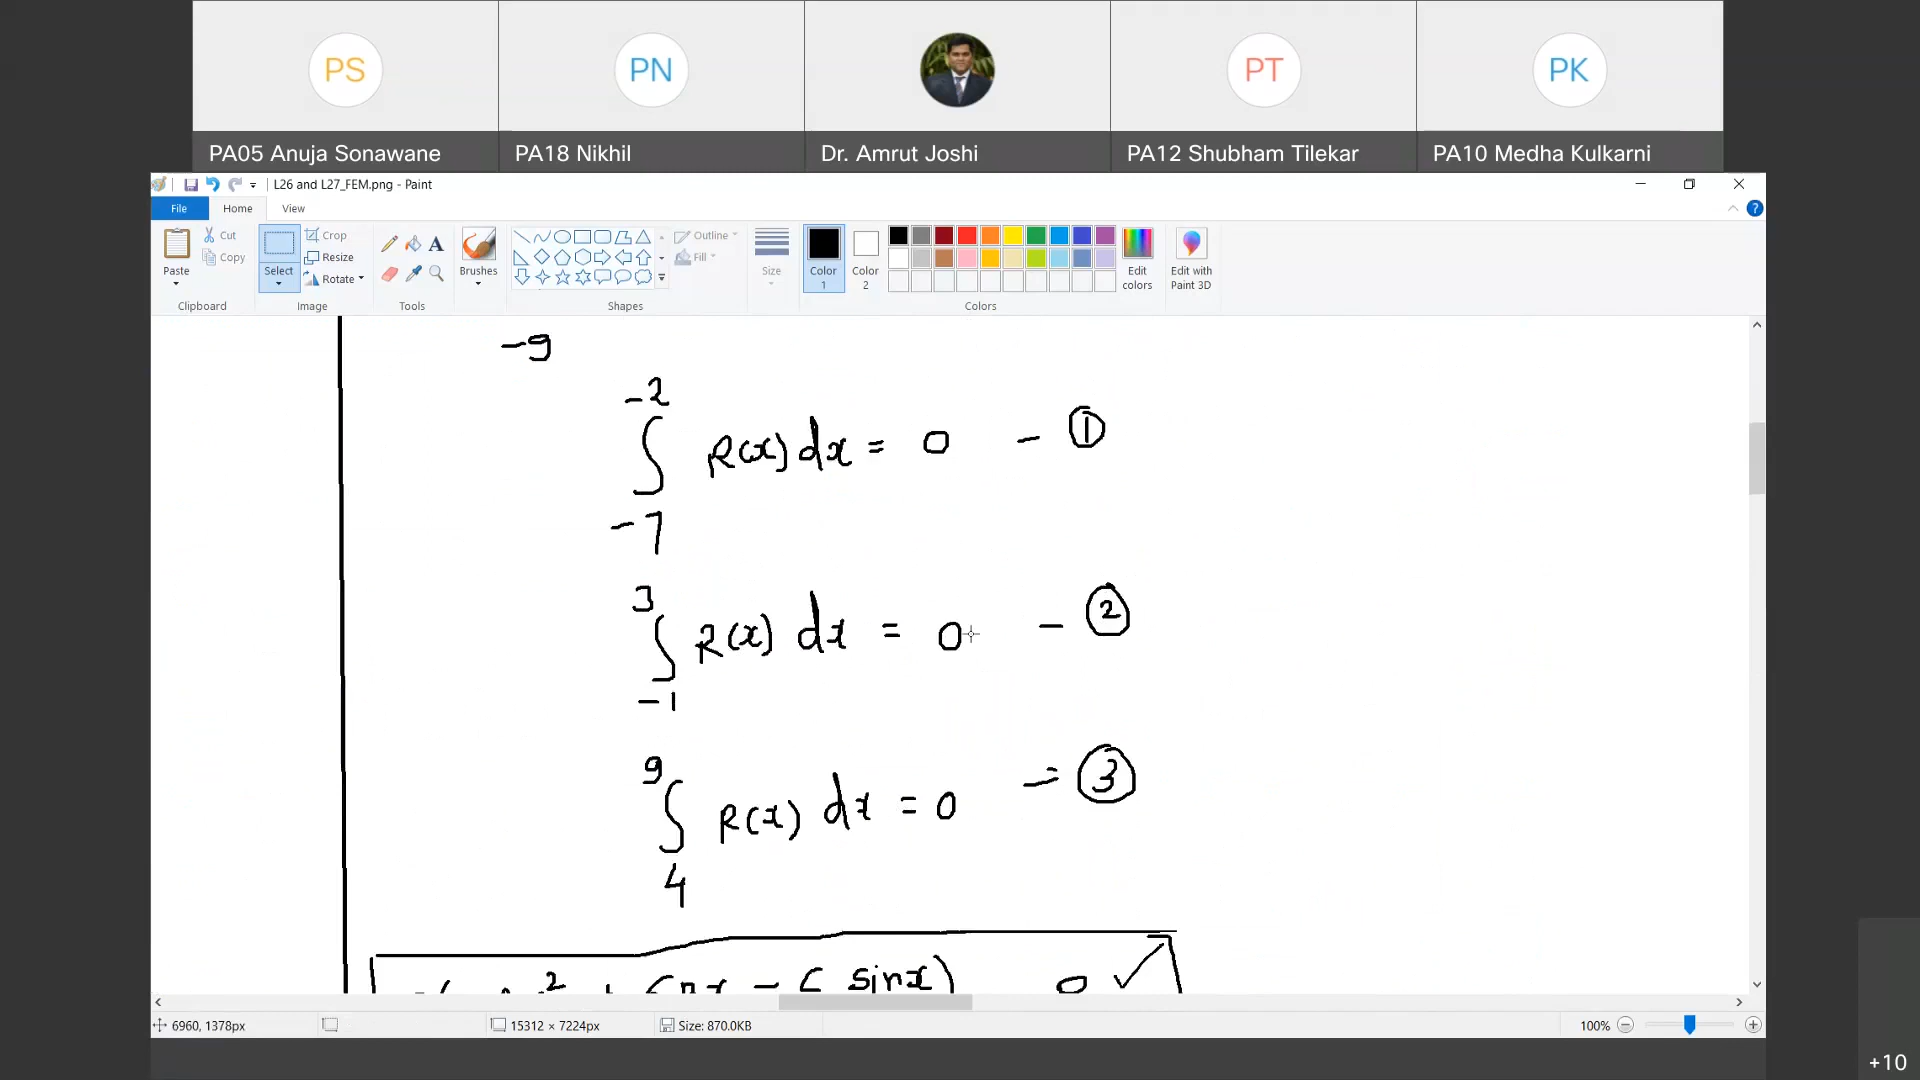 PS PN PT PK
PA05 Anuja Sonawane PA18 Nikhil Dr. Amrut Joshi PA12 Shubham Tilekar PA10 Medha Kulkarni
L26 and L27_FEM.png - Paint
File Home View
Paste Cut Copy
Clipboard
Select Crop Resize Rotate
Image
A
Tools
Brushes
Outline Fill
Shapes
Size
Color 1 Color 2
Edit colors
Colors
Edit with Paint 3D
-9
-2
∫ R(x) dx = 0 - ①
-7
3
∫ R(x) dx = 0 - ②
-1
9
∫ R(x) dx = 0 = ③
4
6960, 1378px 15312 × 7224px Size: 870.0KB 100%
+10